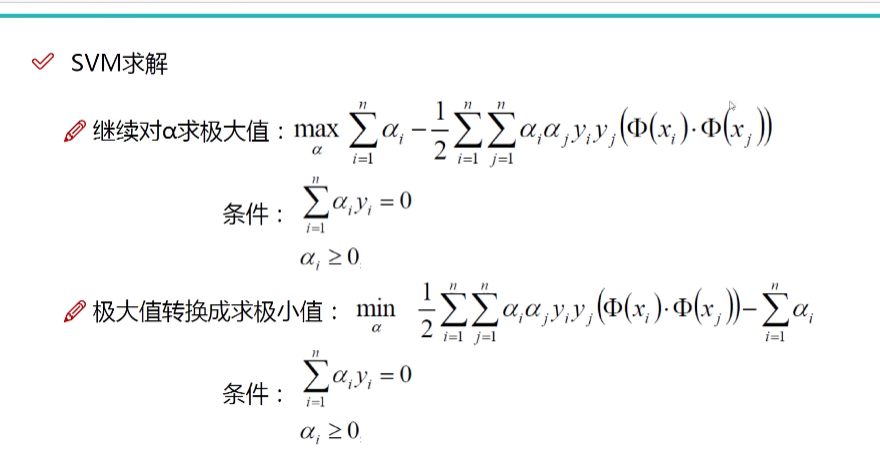 SVM求解
继续对α求极大值：$\max_{\alpha} \sum_{i=1}^{n} \alpha_i - \frac{1}{2} \sum_{i=1}^{n} \sum_{j=1}^{n} \alpha_i \alpha_j y_i y_j (\Phi(x_i) \cdot \Phi(x_j))$
条件： $\sum_{i=1}^{n} \alpha_i y_i = 0$
$\alpha_i \geq 0$
极大值转换成求极小值： $\min_{\alpha} \frac{1}{2} \sum_{i=1}^{n} \sum_{j=1}^{n} \alpha_i \alpha_j y_i y_j (\Phi(x_i) \cdot \Phi(x_j)) - \sum_{i=1}^{n} \alpha_i$
条件： $\sum_{i=1}^{n} \alpha_i y_i = 0$
$\alpha_i \geq 0$